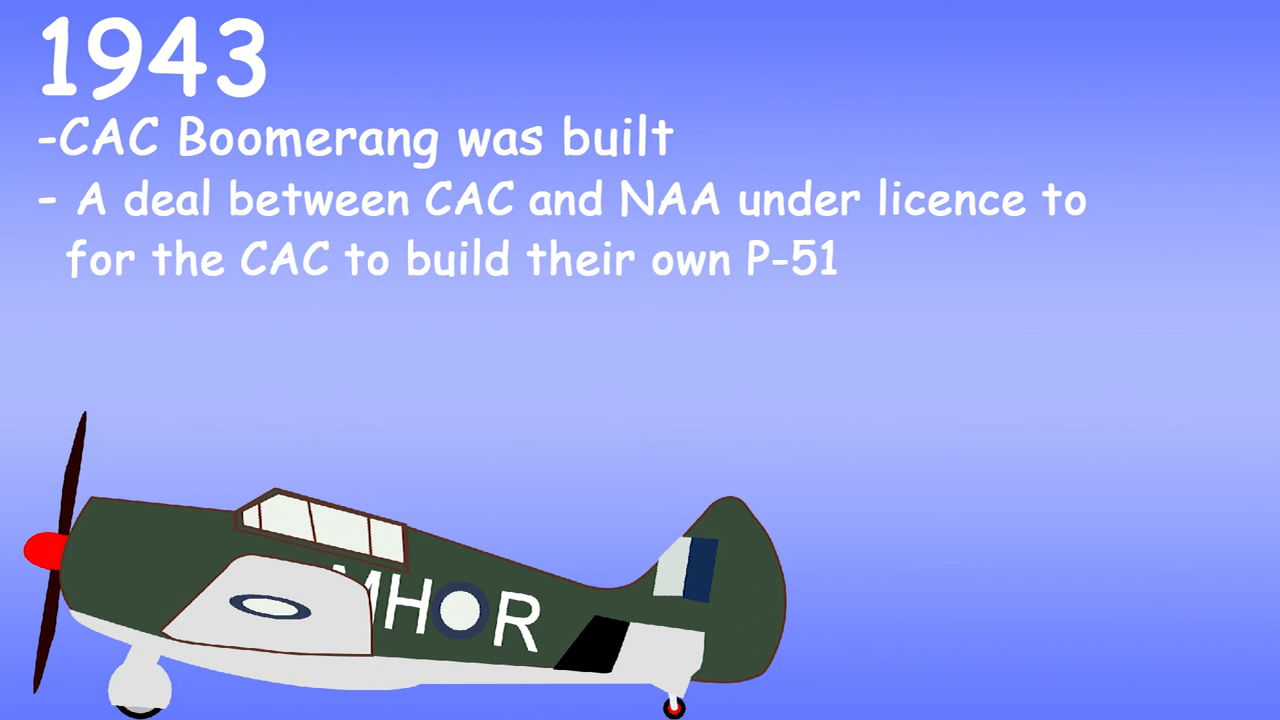 1943
-CAC Boomerang was built
- A deal between CAC and NAA under licence to
for the CAC to build their own P-51
MH R